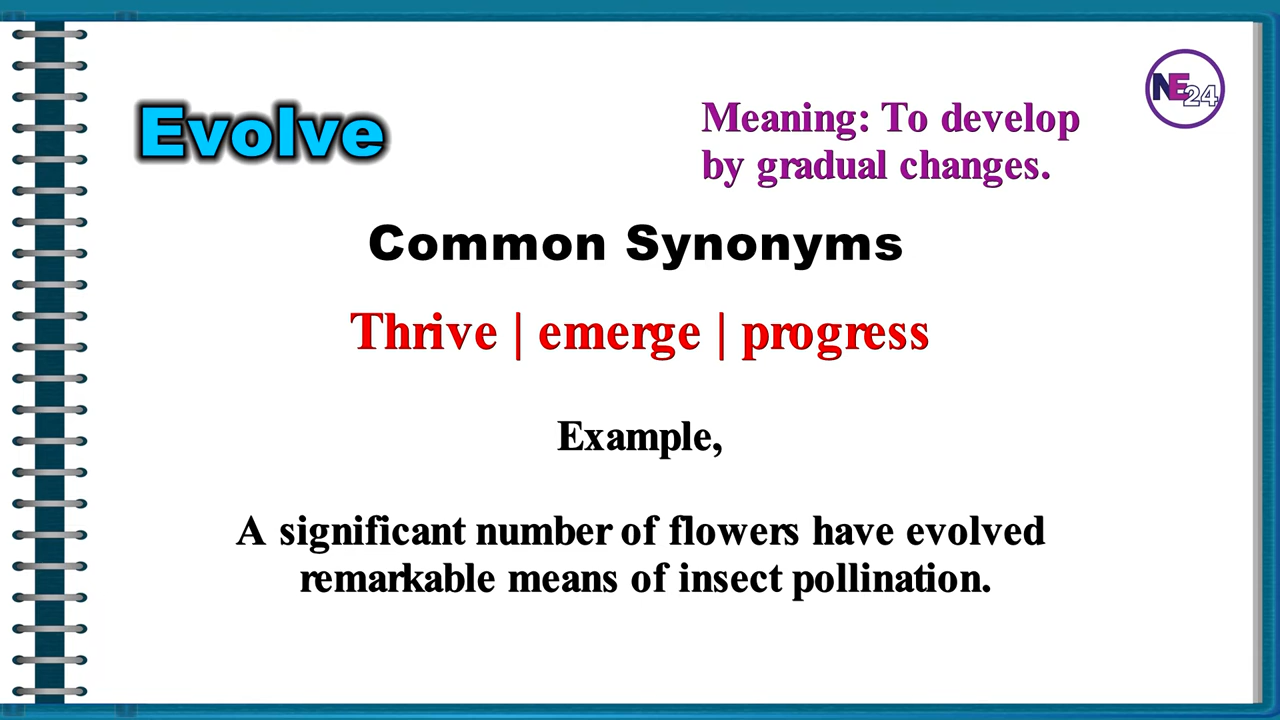 Evolve
Meaning: To develop
by gradual changes.
NE24
Common Synonyms
Thrive | emerge | progress
Example,
A significant number of flowers have evolved
remarkable means of insect pollination.